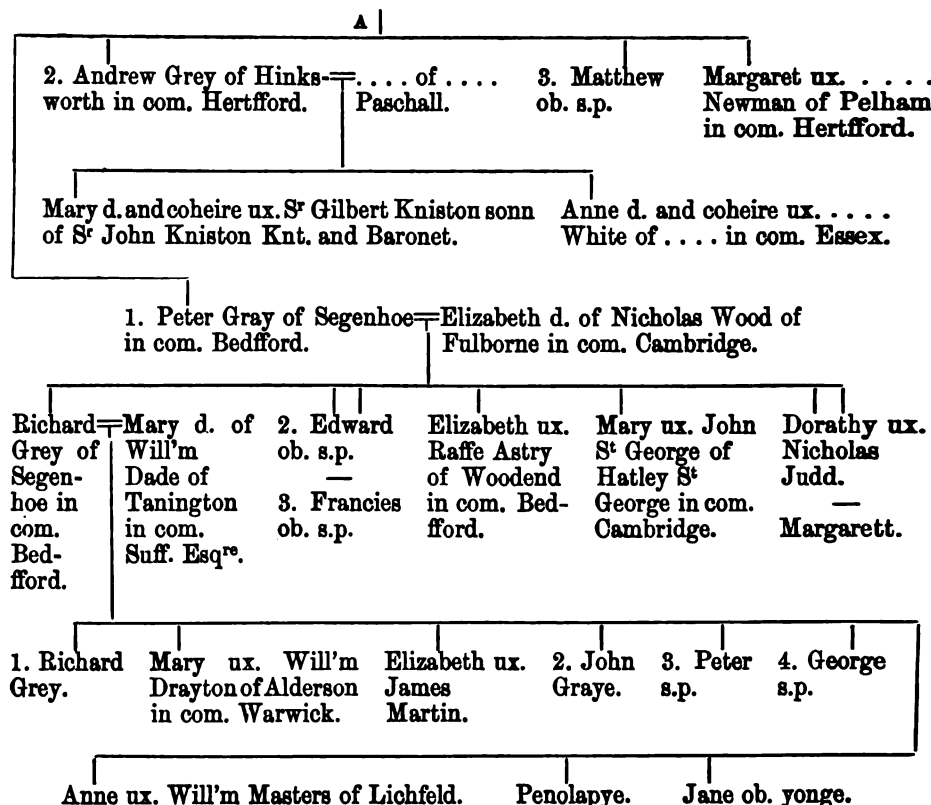 A
2. Andrew Grey of Hinks-
worth in com. Hertfford.
. . . . of . . . .
Paschall.
3. Matthew
ob. s.p.
Margaret ux. . . . . .
Newman of Pelham
in com. Hertfford.
Mary d. and coheire ux. Sʳ Gilbert Kniston sonn
of Sʳ John Kniston Knt. and Baronet.
Anne d. and coheire ux. . . . . .
White of . . . . in com. Essex.
1. Peter Gray of Segenhoe
in com. Bedfford.
Elizabeth d. of Nicholas Wood of
Fulborne in com. Cambridge.
Richard
Grey of
Segen-
hoe in
com.
Bed-
fford.
Mary d. of
Will'm
Dade of
Tanington
in com.
Suff. Esqʳᵉ.
2. Edward
ob. s.p.
—
3. Francies
ob. s.p.
Elizabeth ux.
Raffe Astry
of Woodend
in com. Bed-
fford.
Mary ux. John
Sᵗ George of
Hatley Sᵗ
George in com.
Cambridge.
Dorathy ux.
Nicholas
Judd.
—
Margarett.
1. Richard
Grey.
Mary ux. Will'm
Drayton of Alderson
in com. Warwick.
Elizabeth ux.
James
Martin.
2. John
Graye.
3. Peter
s.p.
4. George
s.p.
Anne ux. Will'm Masters of Lichfeld.
Penolapye.
Jane ob. yonge.